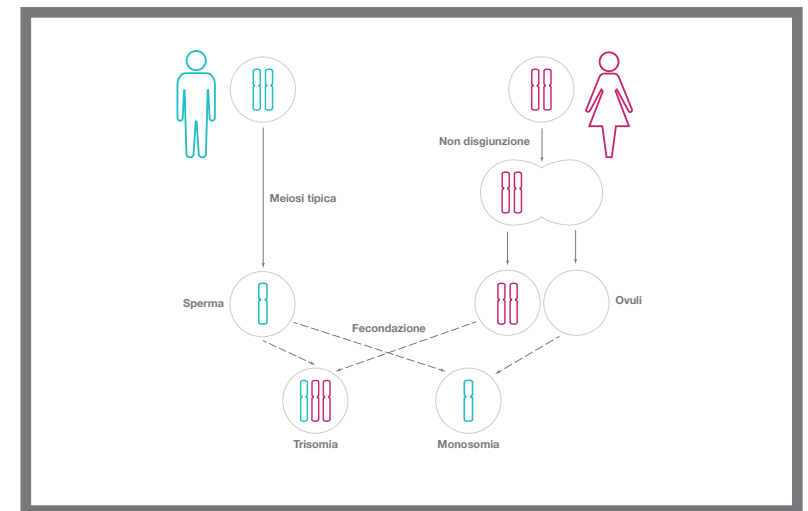 Non disgiunzione
Meiosi tipica
Sperma
Ovuli
Fecondazione
Trisomia
Monosomia